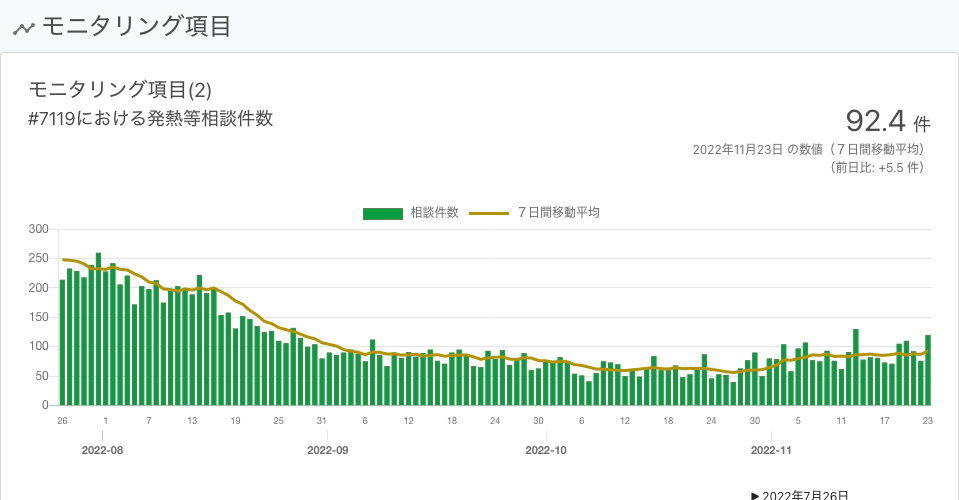 モニタリング項目
モニタリング項目(2)
#7119における発熱等相談件数
92.4 件
2022年11月23日 の数値（７日間移動平均）
（前日比: +5.5 件）
相談件数 ７日間移動平均
300
250
200
150
100
50
0
26 1 7 13 19 25 31 6 12 18 24 30 6 12 18 24 30 5 11 17 23
2022-08 2022-09 2022-10 2022-11
▶ 2022年7月26日